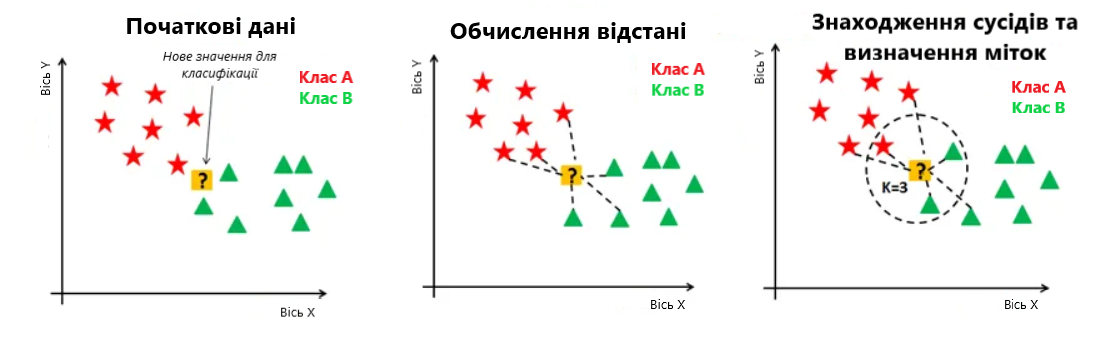 Початкові дані
Нове значення для
класифікації
Клас A
Клас B
Вісь Y
?
Вісь X
Обчислення відстані
Клас A
Клас B
Вісь Y
?
Вісь X
Знаходження сусідів та
визначення міток
Клас A
Клас B
Вісь Y
?
K=3
Вісь X